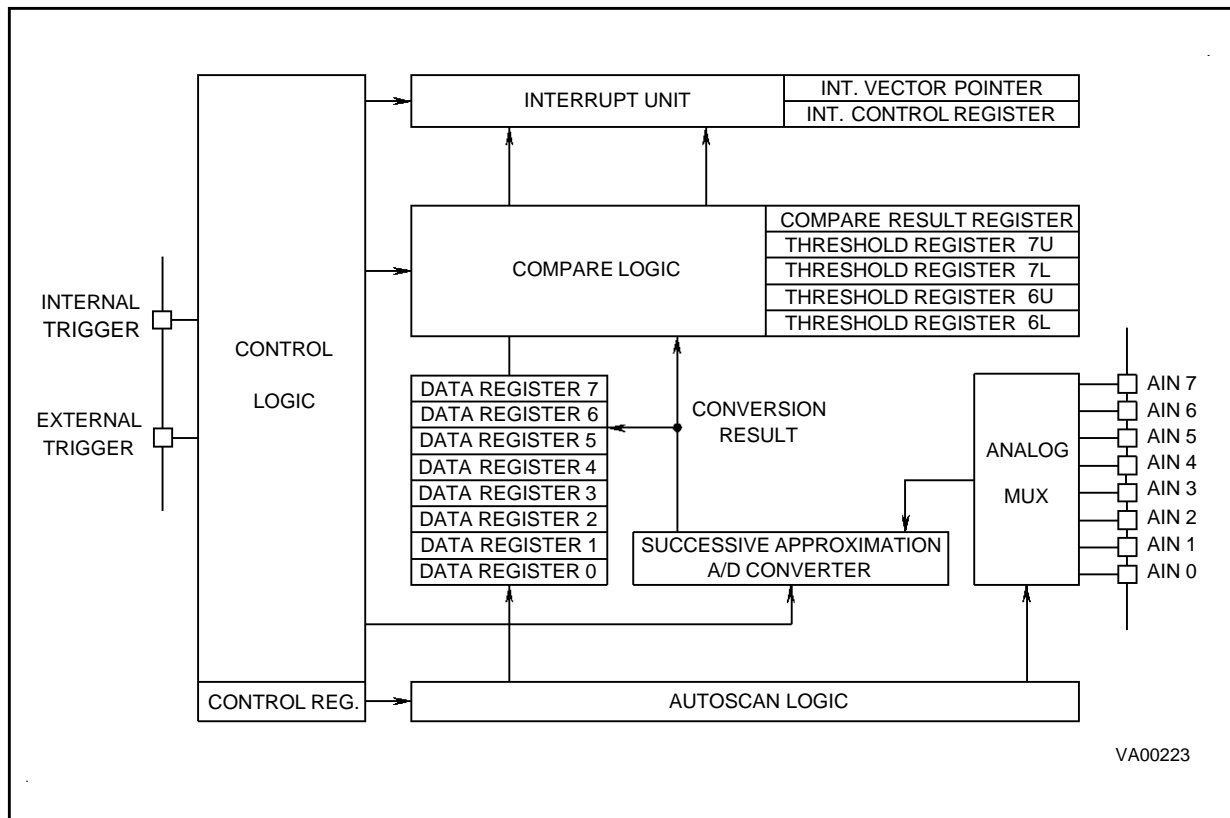 INTERRUPT UNIT
INT. VECTOR POINTER
INT. CONTROL REGISTER
COMPARE LOGIC
COMPARE RESULT REGISTER
THRESHOLD REGISTER 7U
THRESHOLD REGISTER 7L
THRESHOLD REGISTER 6U
THRESHOLD REGISTER 6L
INTERNAL
TRIGGER
EXTERNAL
TRIGGER
CONTROL
LOGIC
CONTROL REG.
DATA REGISTER 7
DATA REGISTER 6
DATA REGISTER 5
DATA REGISTER 4
DATA REGISTER 3
DATA REGISTER 2
DATA REGISTER 1
DATA REGISTER 0
CONVERSION
RESULT
SUCCESSIVE APPROXIMATION
A/D CONVERTER
ANALOG
MUX
AIN 7
AIN 6
AIN 5
AIN 4
AIN 3
AIN 2
AIN 1
AIN 0
AUTOSCAN LOGIC
VA00223